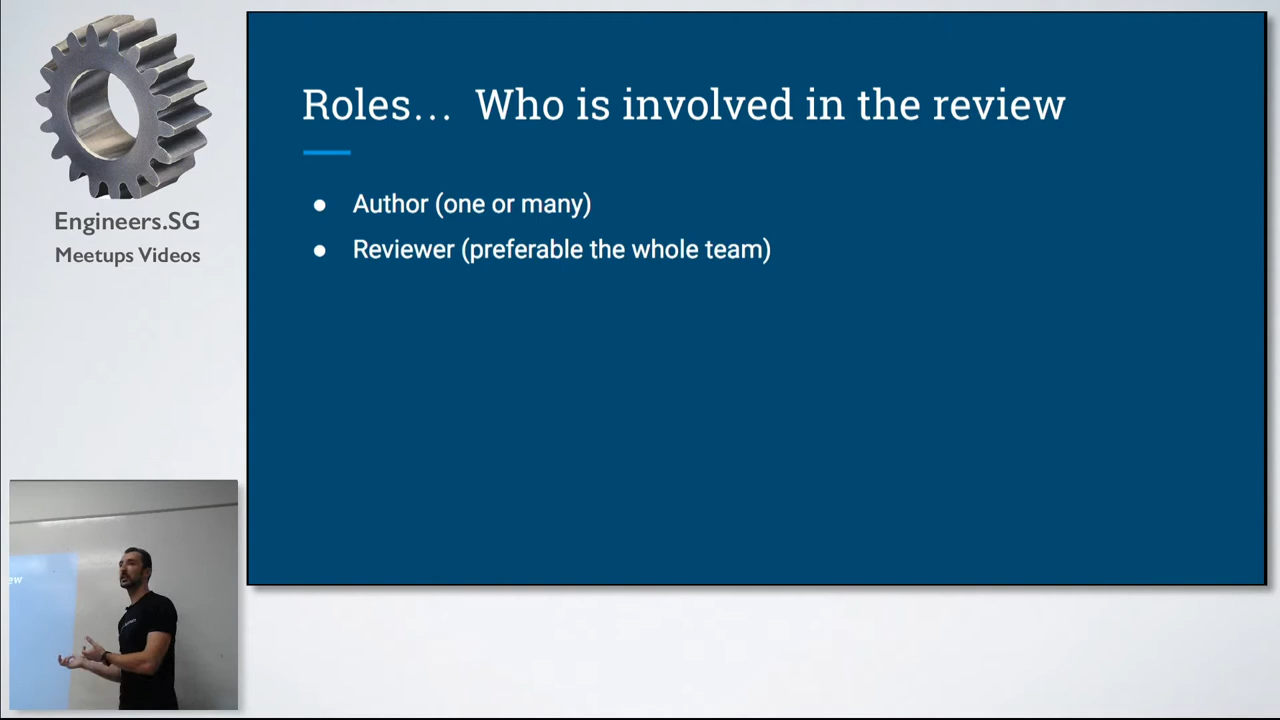 Engineers.SG
Meetups Videos
Roles... Who is involved in the review
Author (one or many)
Reviewer (preferable the whole team)
ew